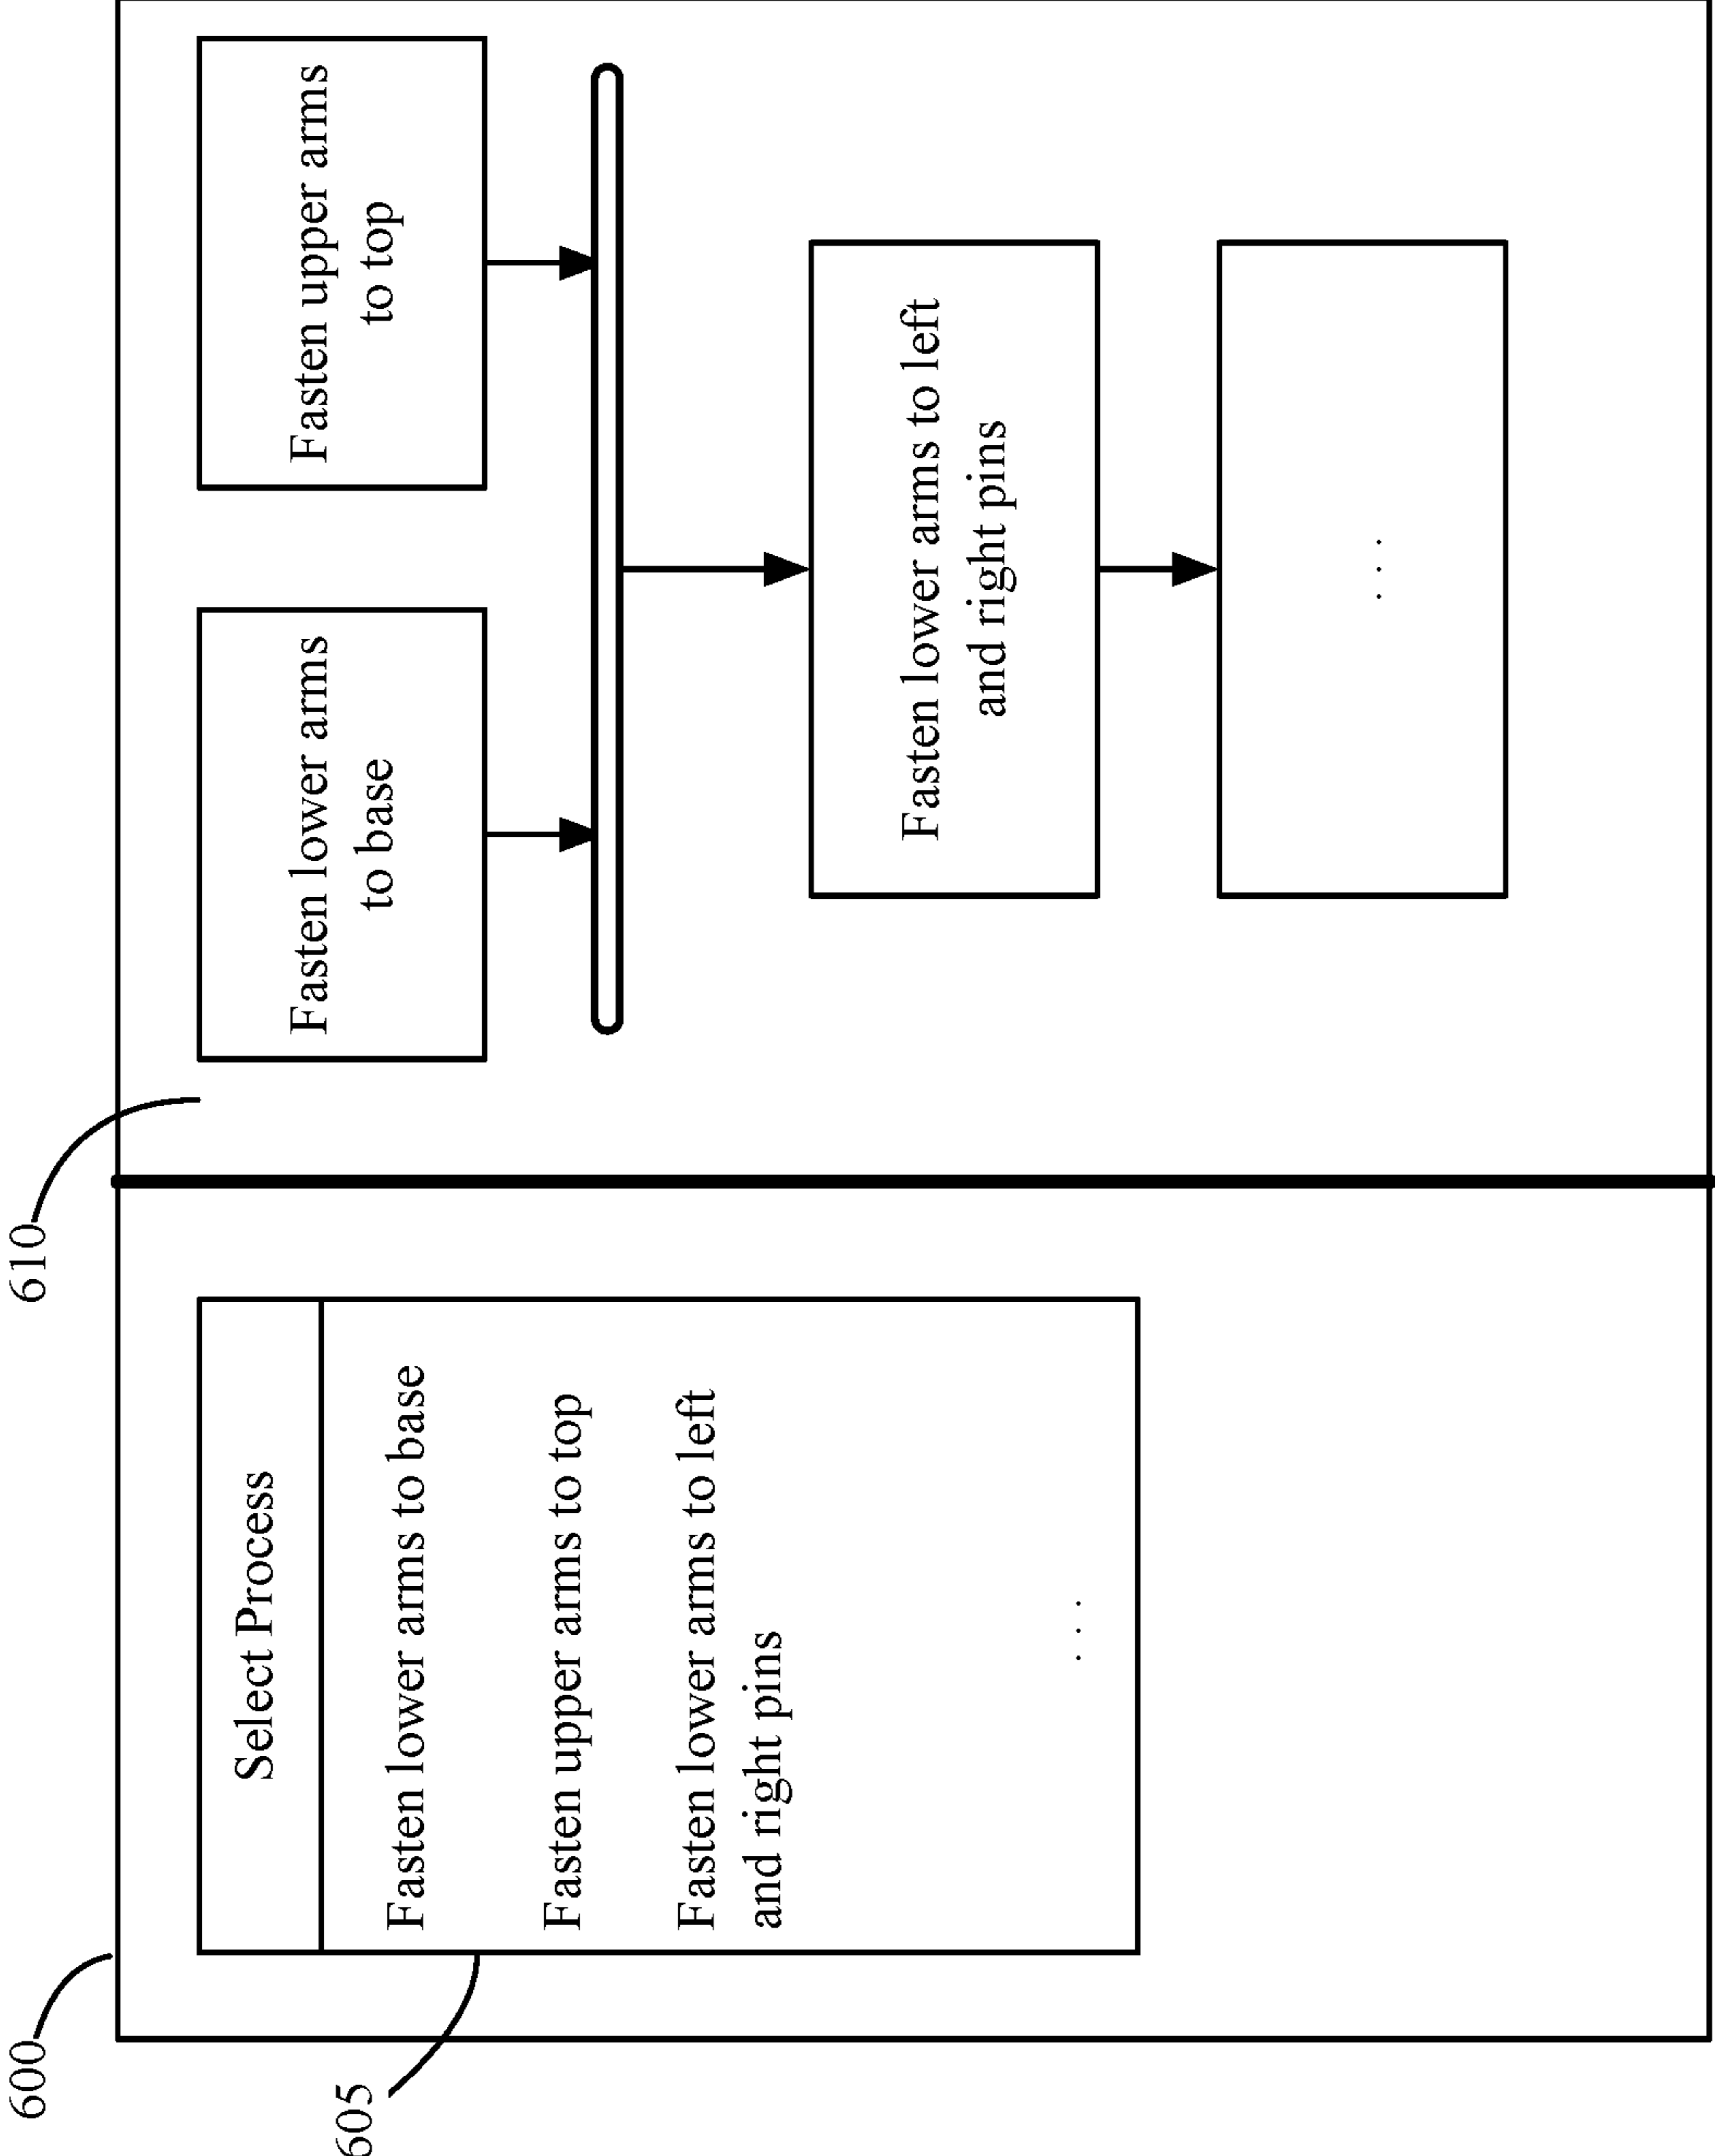 600
610
605
Select Process
Fasten lower arms to base
Fasten upper arms to top
Fasten lower arms to left
and right pins
. . .
Fasten lower arms
to base
Fasten upper arms
to top
Fasten lower arms to left
and right pins
. . .